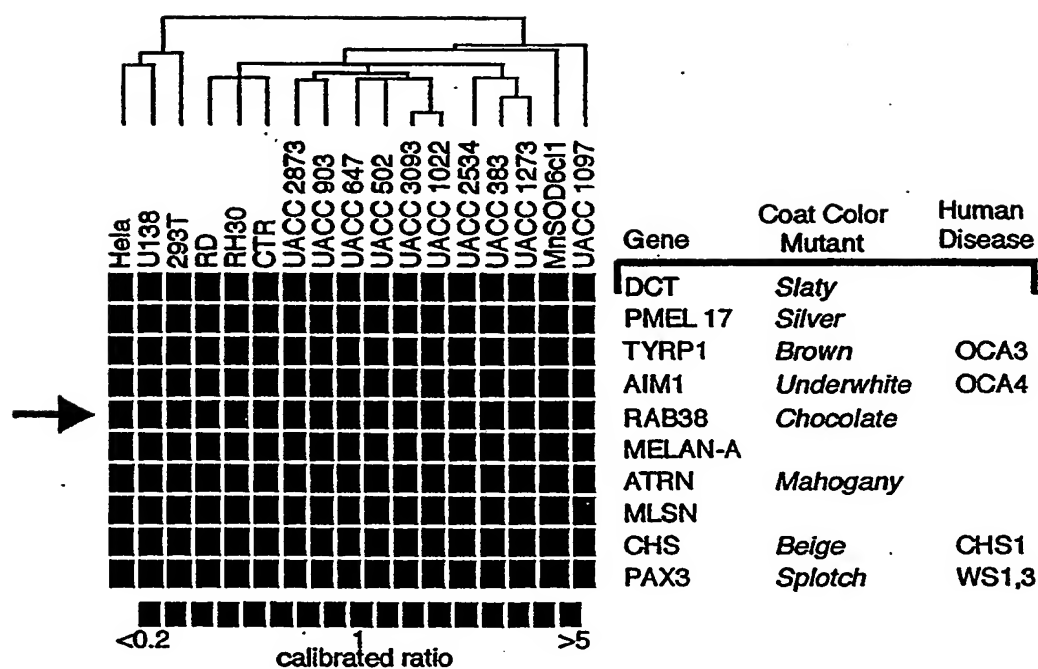 Hela
U138
293T
RD
RH30
CTR
UACC 2873
UACC 903
UACC 647
UACC 502
UACC 3093
UACC 1022
UACC 2534
UACC 383
UACC 1273
MnSOD6cl1
UACC 1097
Gene Coat Color Mutant Human Disease
DCT Slaty
PMEL 17 Silver
TYRP1 Brown OCA3
AIM1 Underwhite OCA4
RAB38 Chocolate
MELAN-A
ATRN Mahogany
MLSN
CHS Beige CHS1
PAX3 Splotch WS1,3
<0.2 1 >5
calibrated ratio